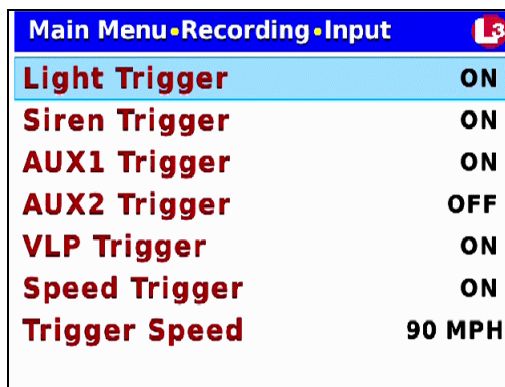 Main Menu•Recording•Input L3
Light Trigger ON
Siren Trigger ON
AUX1 Trigger ON
AUX2 Trigger OFF
VLP Trigger ON
Speed Trigger ON
Trigger Speed 90 MPH